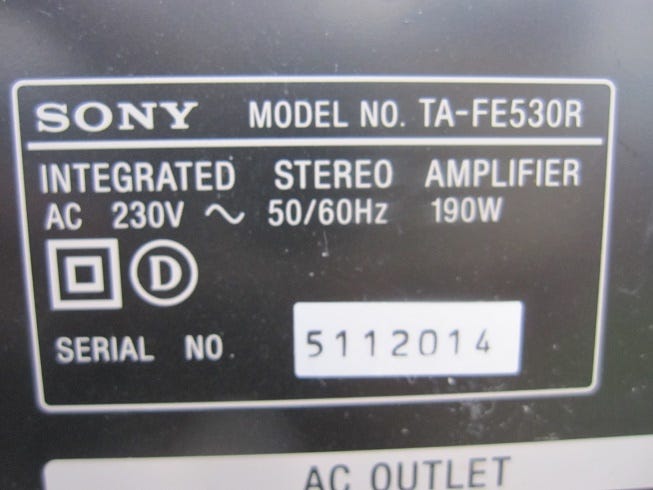 SONY MODEL NO. TA-FE530R
INTEGRATED STEREO AMPLIFIER
AC 230V ~ 50/60Hz 190W
D
SERIAL NO. 5112014
AC OUTLET